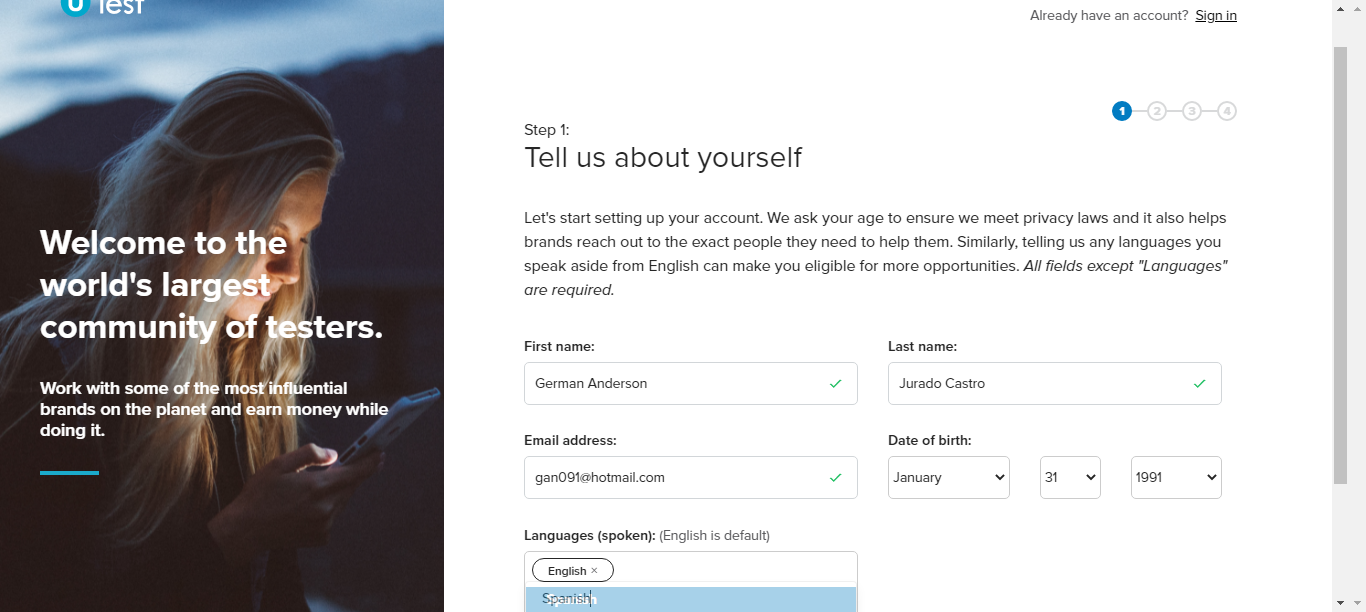 U Test
Already have an account? Sign in
1 2 3 4
Step 1:
Tell us about yourself
Let's start setting up your account. We ask your age to ensure we meet privacy laws and it also helps
brands reach out to the exact people they need to help them. Similarly, telling us any languages you
speak aside from English can make you eligible for more opportunities. All fields except "Languages"
are required.
Welcome to the
world's largest
community of testers.
Work with some of the most influential
brands on the planet and earn money while
doing it.
First name: Last name:
German Anderson Jurado Castro
Email address: Date of birth:
gan091@hotmail.com January 31 1991
Languages (spoken): (English is default)
English ×
Spanish